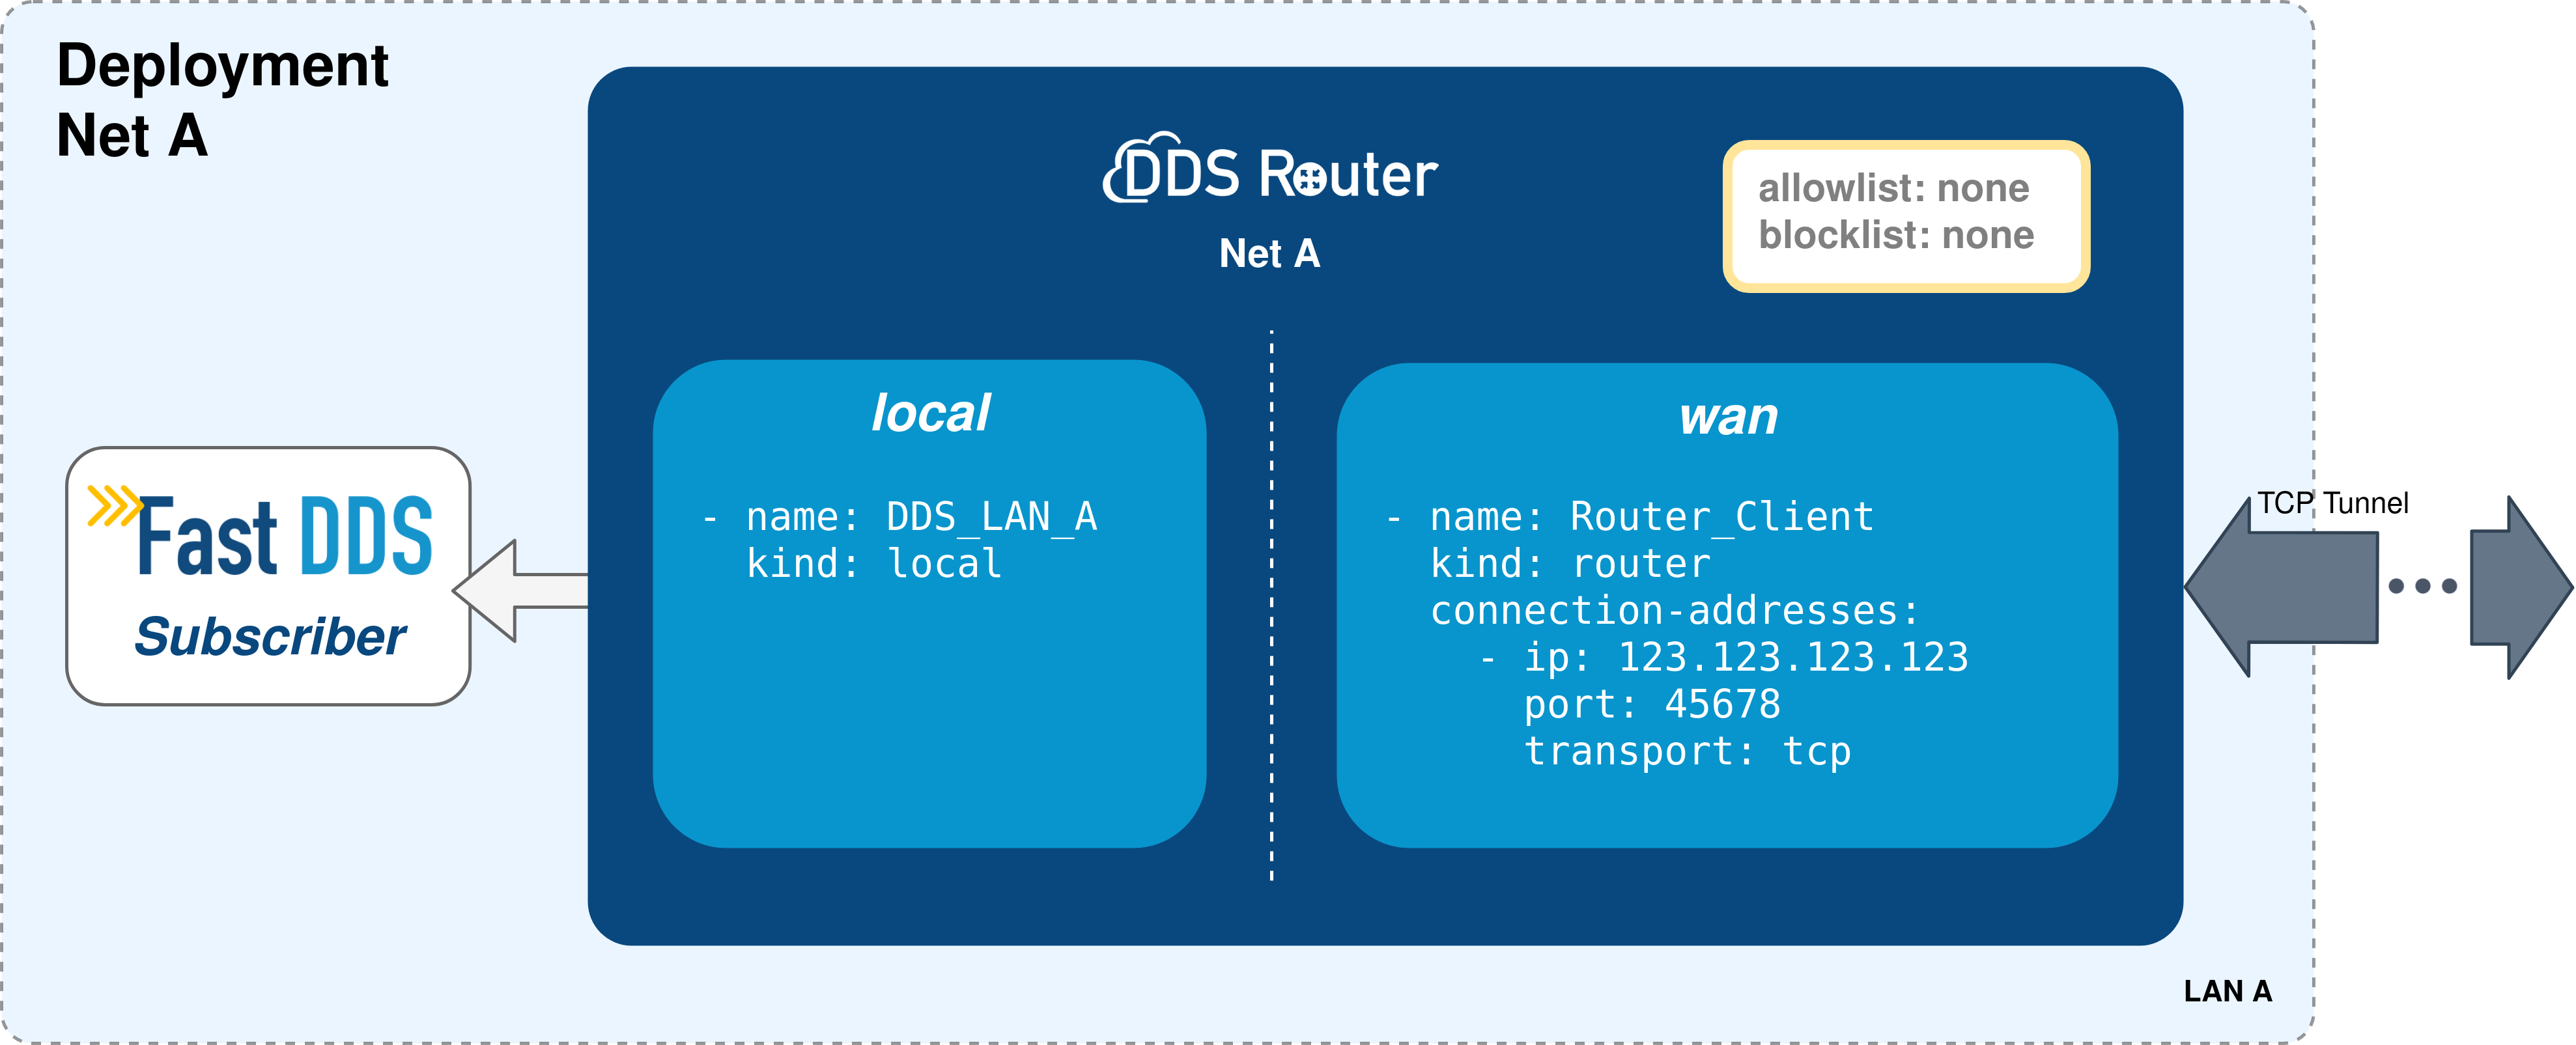 Deployment
Net A
DDS Router
Net A
allowlist: none
blocklist: none
local
- name: DDS_LAN_A
kind: local
wan
- name: Router_Client
kind: router
connection-addresses:
- ip: 123.123.123.123
port: 45678
transport: tcp
Fast DDS
Subscriber
TCP Tunnel
LAN A